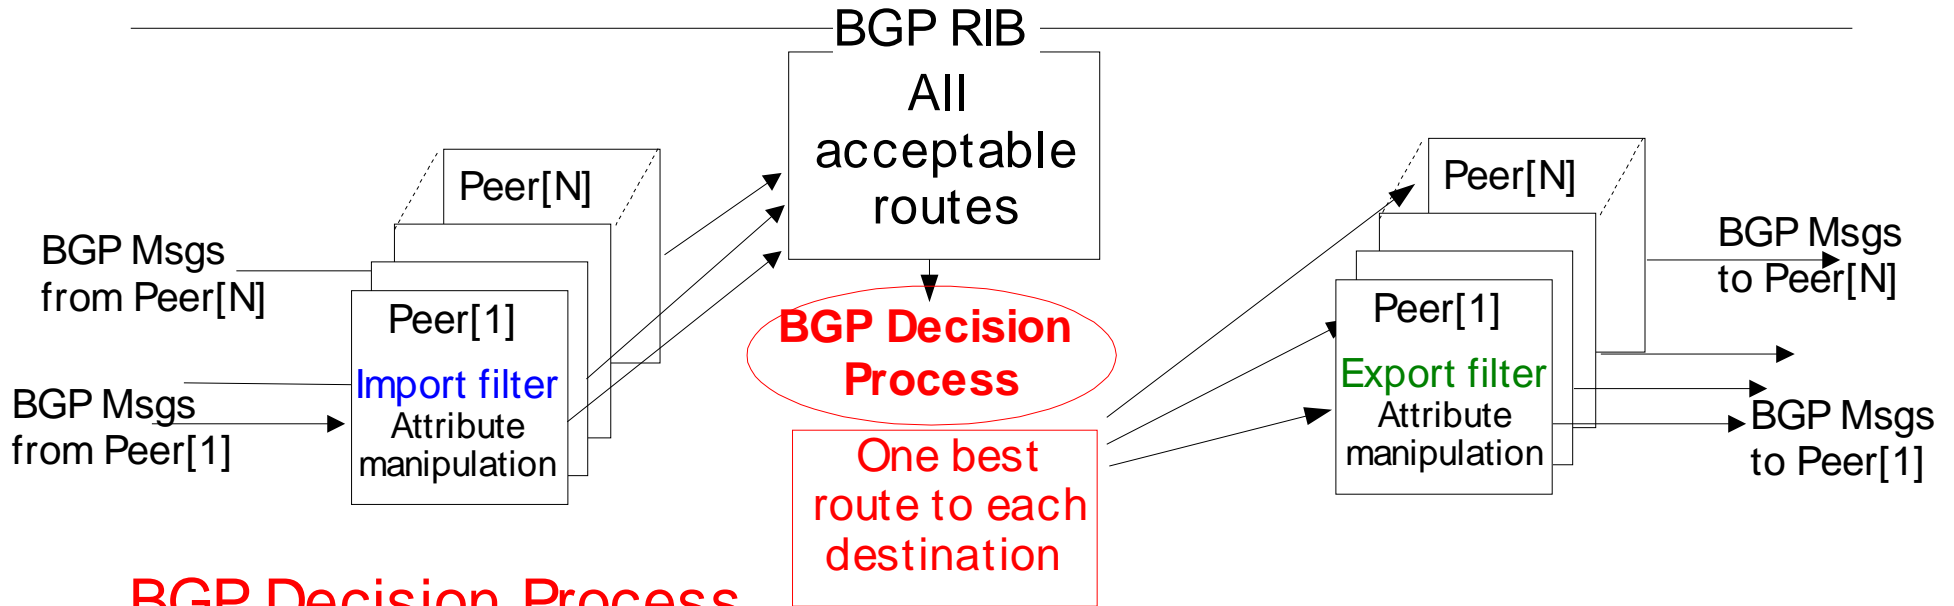 BGP RIB
All
acceptable
routes
Peer[N]
BGP Msgs
from Peer[N]
Peer[1]
Import filter
Attribute
manipulation
BGP Msgs
from Peer[1]
BGP Decision
Process
One best
route to each
destination
Peer[N]
BGP Msgs
to Peer[N]
Peer[1]
Export filter
Attribute
manipulation
BGP Msgs
to Peer[1]
BGP Decision Process